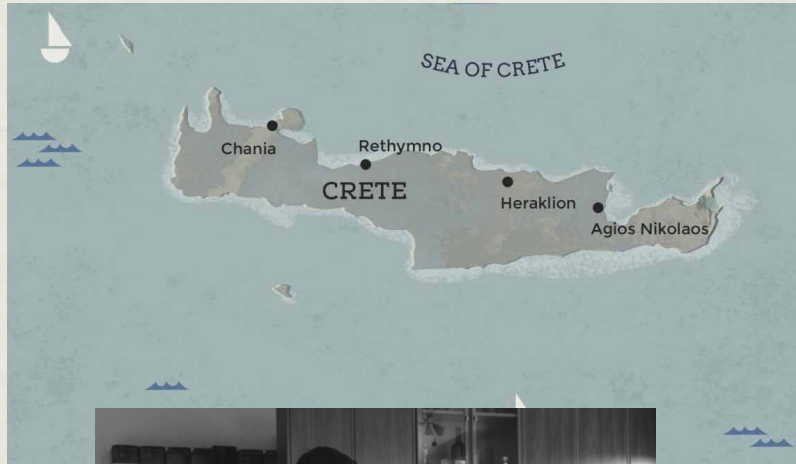 SEA OF CRETE
Chania
Rethymno
CRETE
Heraklion
Agios Nikolaos